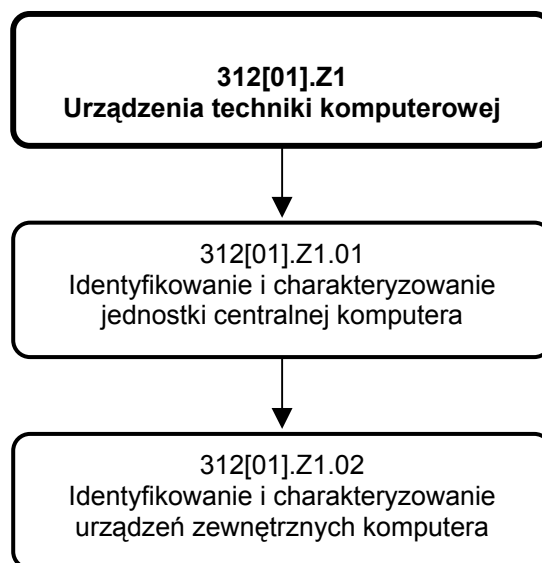 312[01].Z1
Urządzenia techniki komputerowej
312[01].Z1.01
Identyfikowanie i charakteryzowanie
jednostki centralnej komputera
312[01].Z1.02
Identyfikowanie i charakteryzowanie
urządzeń zewnętrznych komputera